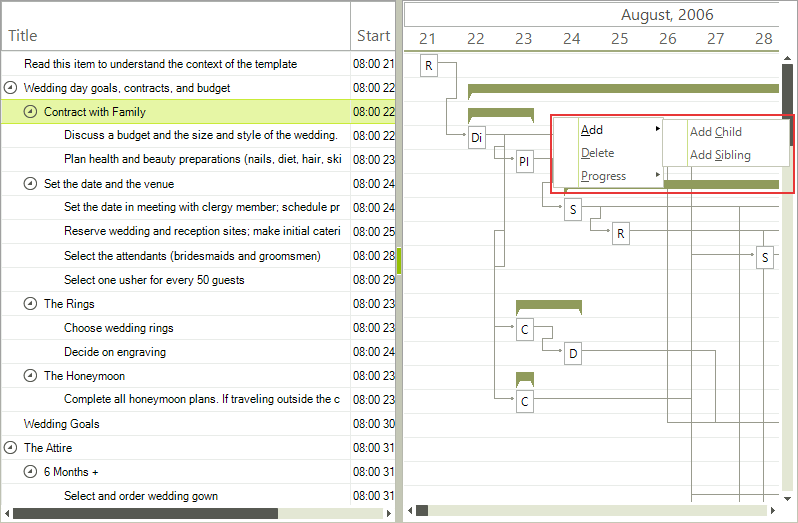 August, 2006
Title Start
21 22 23 24 25 26 27 28
Read this item to understand the context of the template 08:00 21
R
Wedding day goals, contracts, and budget 08:00 22
Contract with Family 08:00 22
Add Add Child
Discuss a budget and the size and style of the wedding. 08:00 22
Di
Delete Add Sibling
Plan health and beauty preparations (nails, diet, hair, ski 08:00 23
Pl
Progress
Set the date and the venue 08:00 24
Set the date in meeting with clergy member; schedule pr 08:00 24
S
Reserve wedding and reception sites; make initial cateri 08:00 25
R
Select the attendants (bridesmaids and groomsmen) 08:00 28
S
Select one usher for every 50 guests 08:00 29
The Rings 08:00 23
Choose wedding rings 08:00 23
C
Decide on engraving 08:00 24
D
The Honeymoon 08:00 23
Complete all honeymoon plans. If traveling outside the c 08:00 23
C
Wedding Goals 08:00 30
The Attire 08:00 31
6 Months + 08:00 31
Select and order wedding gown 08:00 31